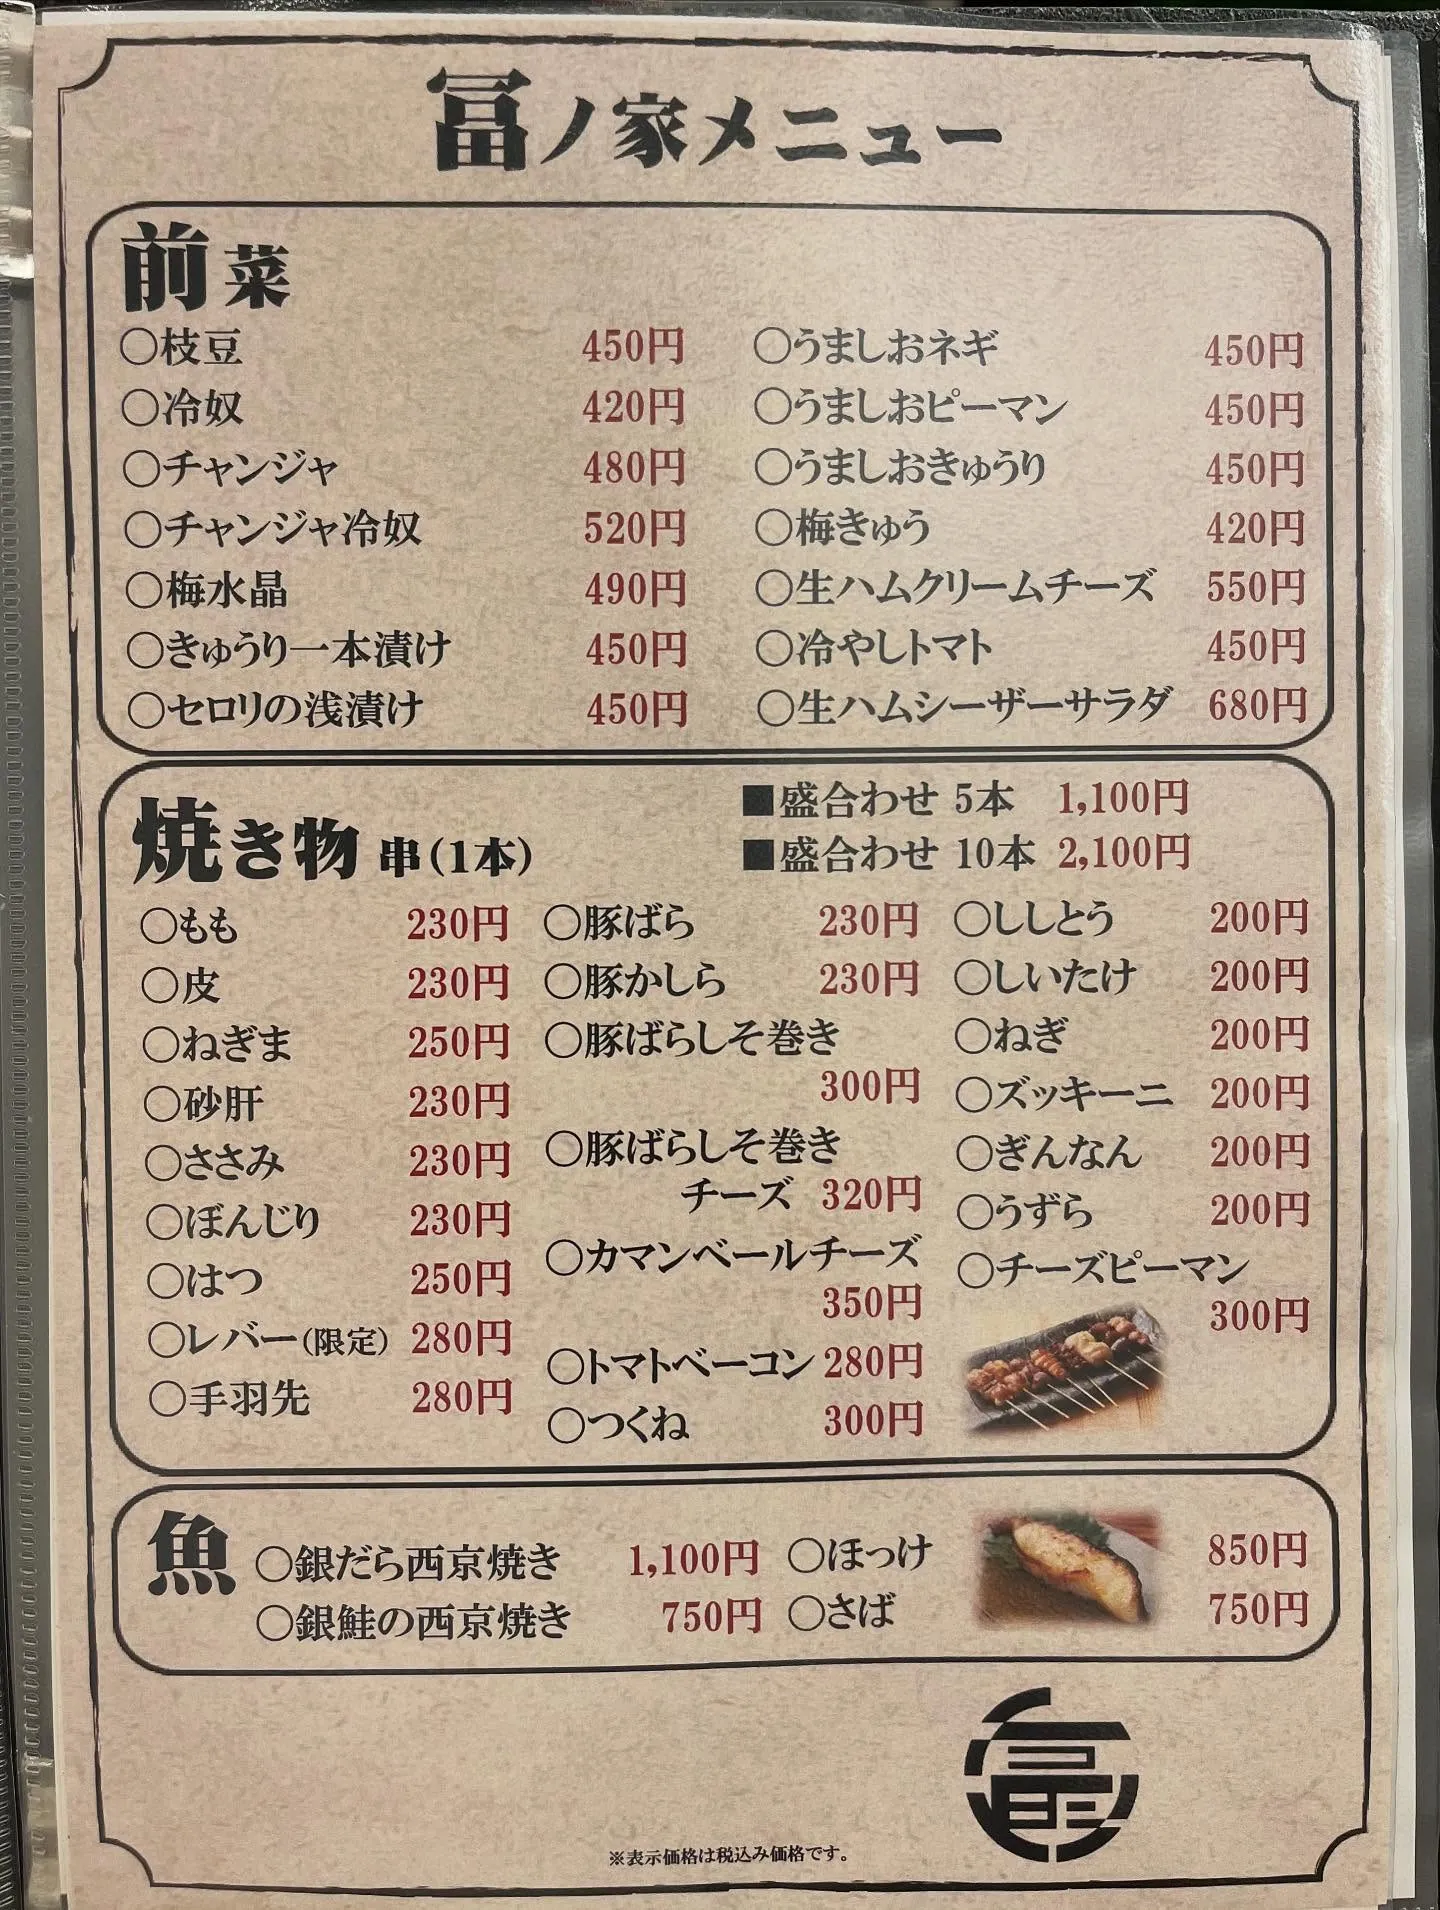 冨ノ家メニュー
前菜
○枝豆 450円
○冷奴 420円
○チャンジャ 480円
○チャンジャ冷奴 520円
○梅水晶 490円
○きゅうり一本漬け 450円
○セロリの浅漬け 450円
○うましおネギ 450円
○うましおピーマン 450円
○うましおきゅうり 450円
○梅きゅう 420円
○生ハムクリームチーズ 550円
○冷やしトマト 450円
○生ハムシーザーサラダ 680円
焼き物 串(1本)
■盛合わせ 5本 1,100円
■盛合わせ 10本 2,100円
○もも 230円
○皮 230円
○ねぎま 250円
○砂肝 230円
○ささみ 230円
○ぼんじり 230円
○はつ 250円
○レバー(限定) 280円
○手羽先 280円
○豚ばら 230円
○豚かしら 230円
○豚ばらしそ巻き
300円
○豚ばらしそ巻き
チーズ 320円
○カマンベールチーズ
350円
○トマトベーコン 280円
○つくね 300円
○ししとう 200円
○しいたけ 200円
○ねぎ 200円
○ズッキーニ 200円
○ぎんなん 200円
○うずら 200円
○チーズピーマン
300円
魚
○銀だら西京焼き 1,100円
○銀鮭の西京焼き 750円
○ほっけ 850円
○さば 750円
冨
※表示価格は税込み価格です。